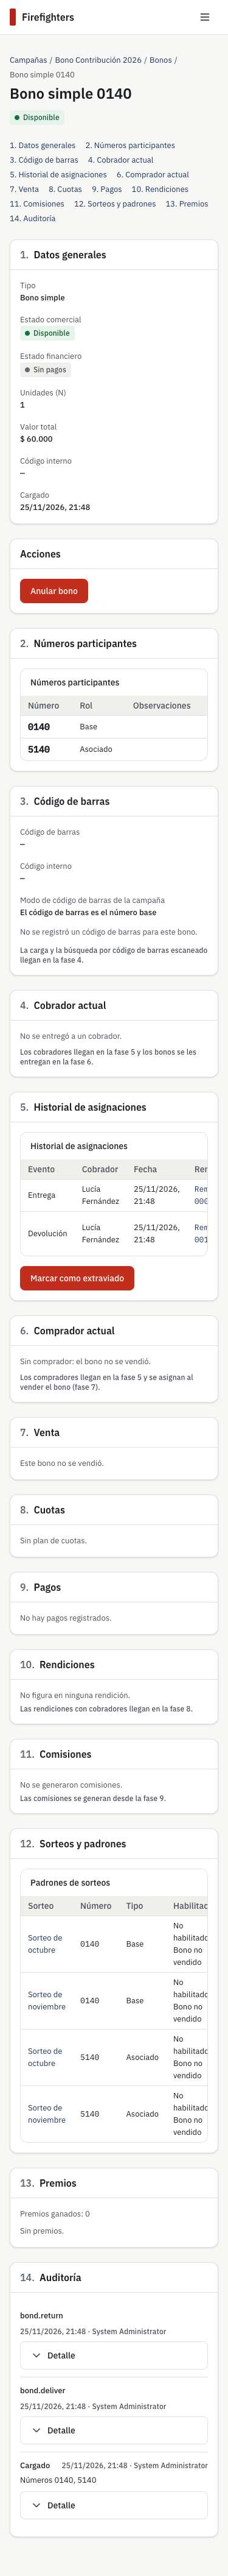 Firefighters
Campañas / Bono Contribución 2026 / Bonos /
Bono simple 0140
Bono simple 0140
Disponible
1. Datos generales 2. Números participantes
3. Código de barras 4. Cobrador actual
5. Historial de asignaciones 6. Comprador actual
7. Venta 8. Cuotas 9. Pagos 10. Rendiciones
11. Comisiones 12. Sorteos y padrones 13. Premios
14. Auditoría
1. Datos generales
Tipo
Bono simple
Estado comercial
Disponible
Estado financiero
Sin pagos
Unidades (N)
1
Valor total
$ 60.000
Código interno
—
Cargado
25/11/2026, 21:48
Acciones
Anular bono
2. Números participantes
Números participantes
Número Rol Observaciones
0140 Base
5140 Asociado
3. Código de barras
Código de barras
—
Código interno
—
Modo de código de barras de la campaña
El código de barras es el número base
No se registró un código de barras para este bono.
La carga y la búsqueda por código de barras escaneado
llegan en la fase 4.
4. Cobrador actual
No se entregó a un cobrador.
Los cobradores llegan en la fase 5 y los bonos se les
entregan en la fase 6.
5. Historial de asignaciones
Historial de asignaciones
Evento Cobrador Fecha Rem
Entrega Lucía Fernández 25/11/2026, 21:48 Rem 000
Devolución Lucía Fernández 25/11/2026, 21:48 Rem 001
Marcar como extraviado
6. Comprador actual
Sin comprador: el bono no se vendió.
Los compradores llegan en la fase 5 y se asignan al
vender el bono (fase 7).
7. Venta
Este bono no se vendió.
8. Cuotas
Sin plan de cuotas.
9. Pagos
No hay pagos registrados.
10. Rendiciones
No figura en ninguna rendición.
Las rendiciones con cobradores llegan en la fase 8.
11. Comisiones
No se generaron comisiones.
Las comisiones se generan desde la fase 9.
12. Sorteos y padrones
Padrones de sorteos
Sorteo Número Tipo Habilitac
Sorteo de octubre 0140 Base No habilitado Bono no vendido
Sorteo de noviembre 0140 Base No habilitado Bono no vendido
Sorteo de octubre 5140 Asociado No habilitado Bono no vendido
Sorteo de noviembre 5140 Asociado No habilitado Bono no vendido
13. Premios
Premios ganados: 0
Sin premios.
14. Auditoría
bond.return
25/11/2026, 21:48 · System Administrator
Detalle
bond.deliver
25/11/2026, 21:48 · System Administrator
Detalle
Cargado 25/11/2026, 21:48 · System Administrator
Números 0140, 5140
Detalle